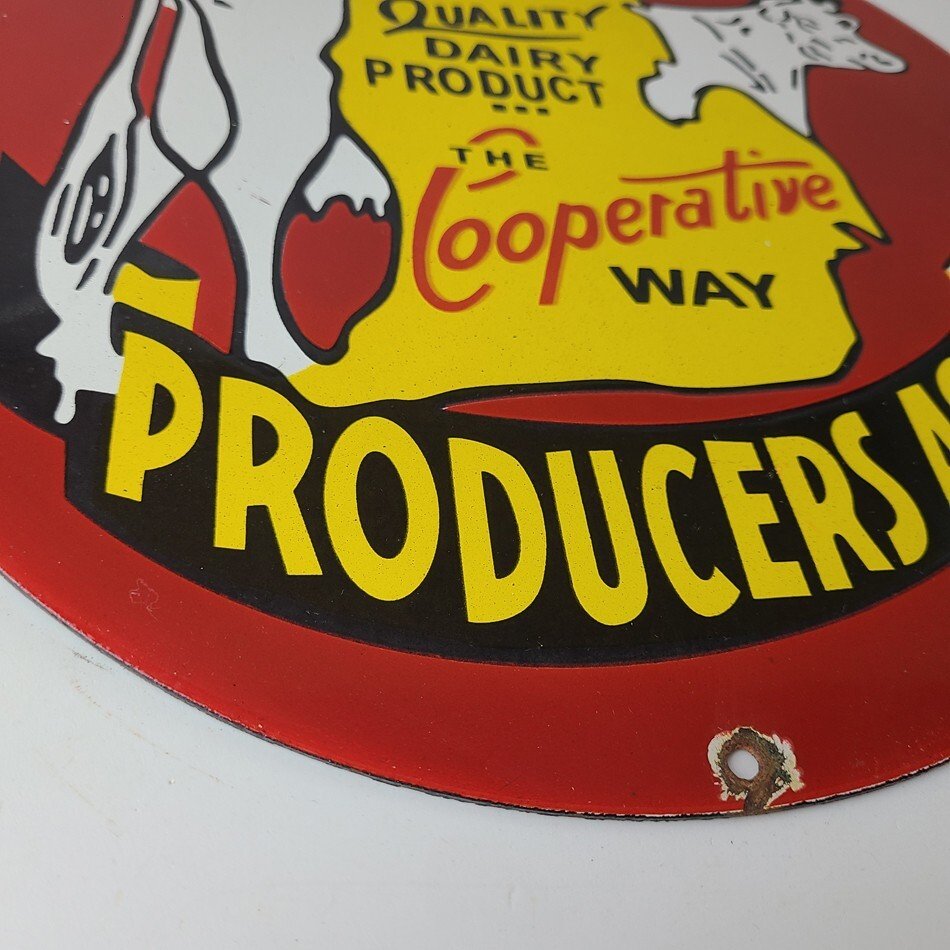 QUALITY
DAIRY
PRODUCT
...
THE
Cooperative
WAY
PRODUCERS